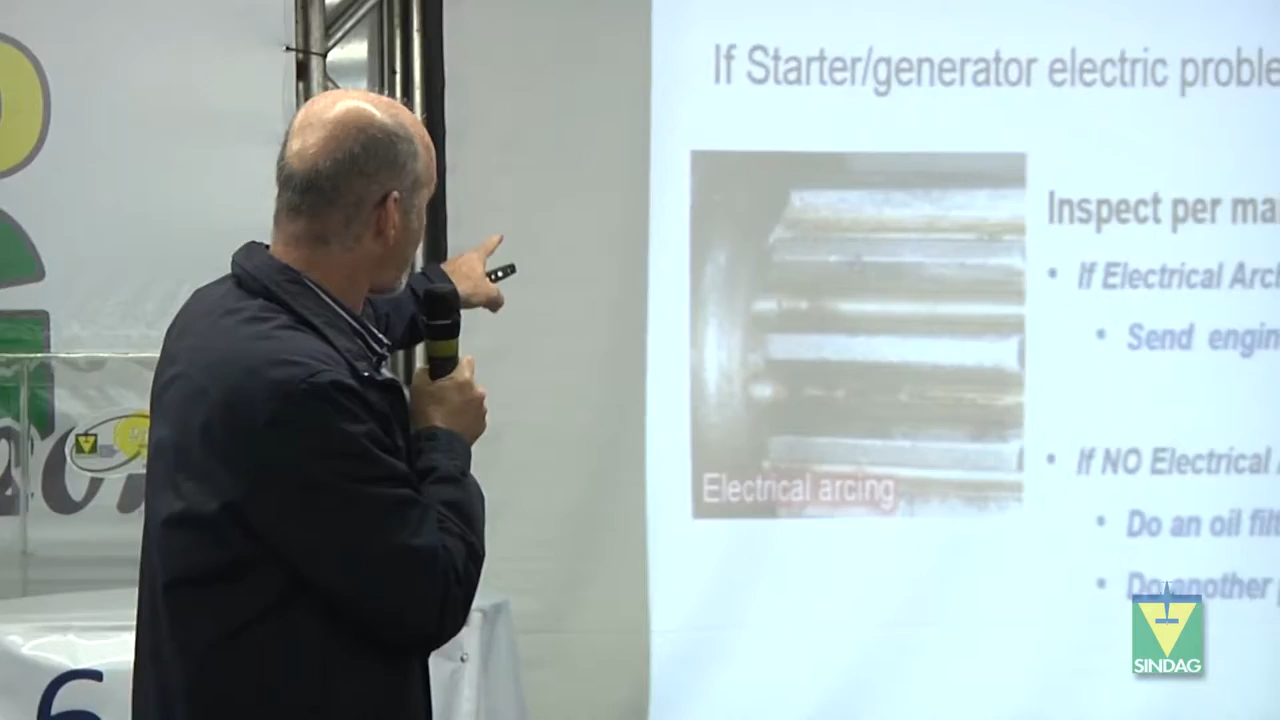 If Starter/generator electric proble
Inspect per ma
• If Electrical Arc
• Send engin
Electrical arcing
• If NO Electrical
• Do an oil filt
• Do another
SINDAG
6